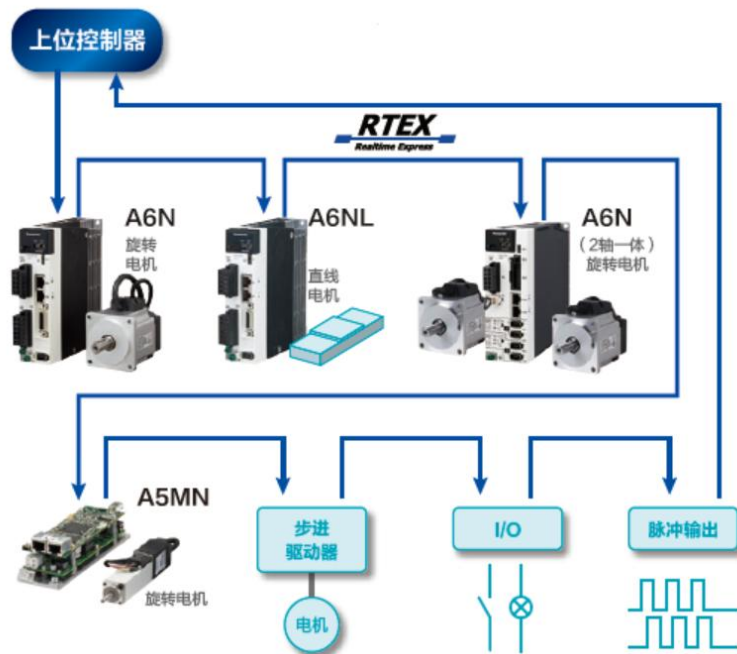 上位控制器
RTEX
Realtime Express
A6N
旋转
电机
A6NL
直线
电机
A6N
（2轴一体）
旋转电机
A5MN
旋转电机
步进
驱动器
电机
I/O
脉冲输出